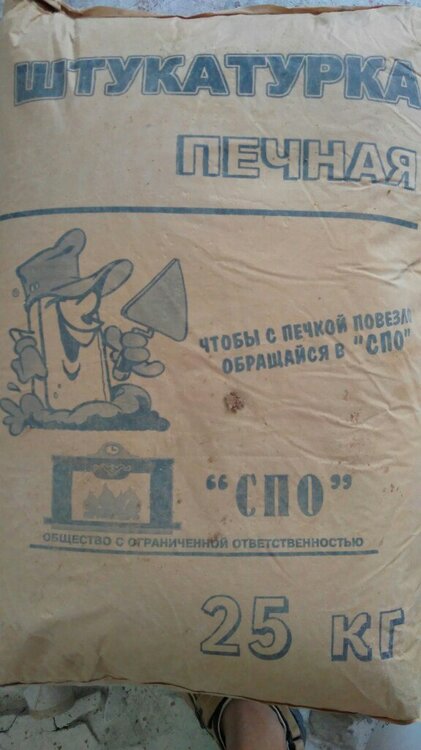 ШТУКАТУРКА
ПЕЧНАЯ
ЧТОБЫ С ПЕЧКОЙ ПОВЕЗЛО
ОБРАЩАЙСЯ В "СПО"
"СПО"
ОБЩЕСТВО С ОГРАНИЧЕННОЙ ОТВЕТСТВЕННОСТЬЮ
25 кг